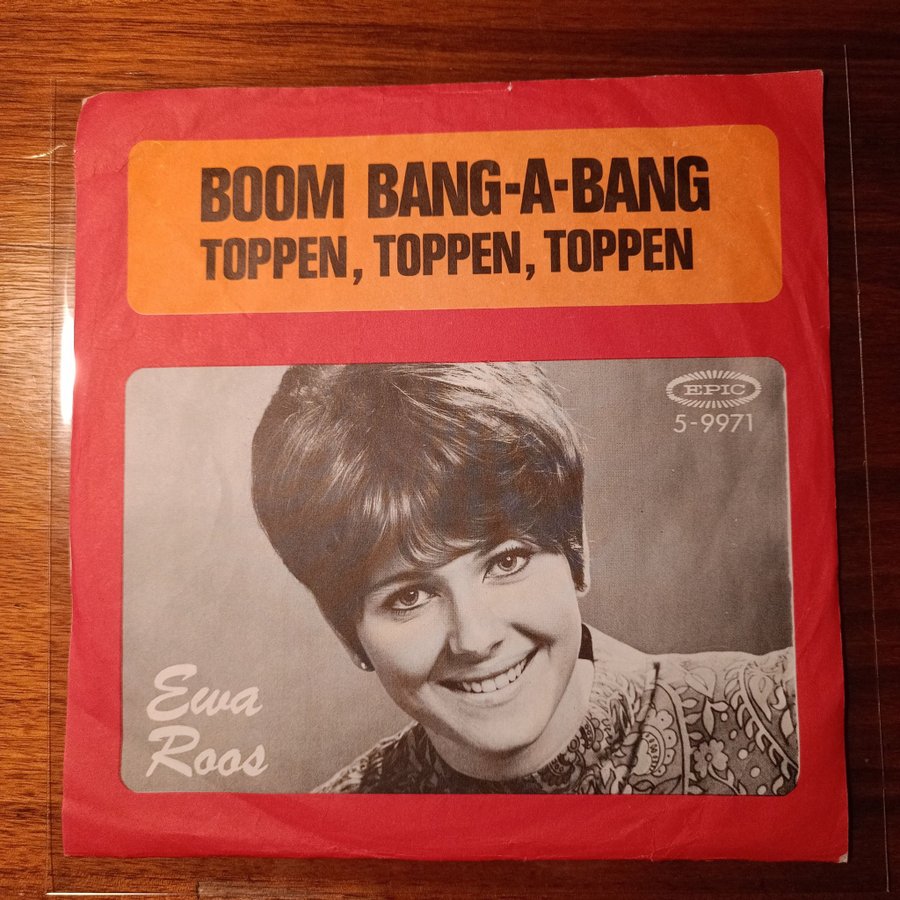 BOOM BANG-A-BANG
TOPPEN, TOPPEN, TOPPEN
EPIC
5-9971
Ewa
Roos